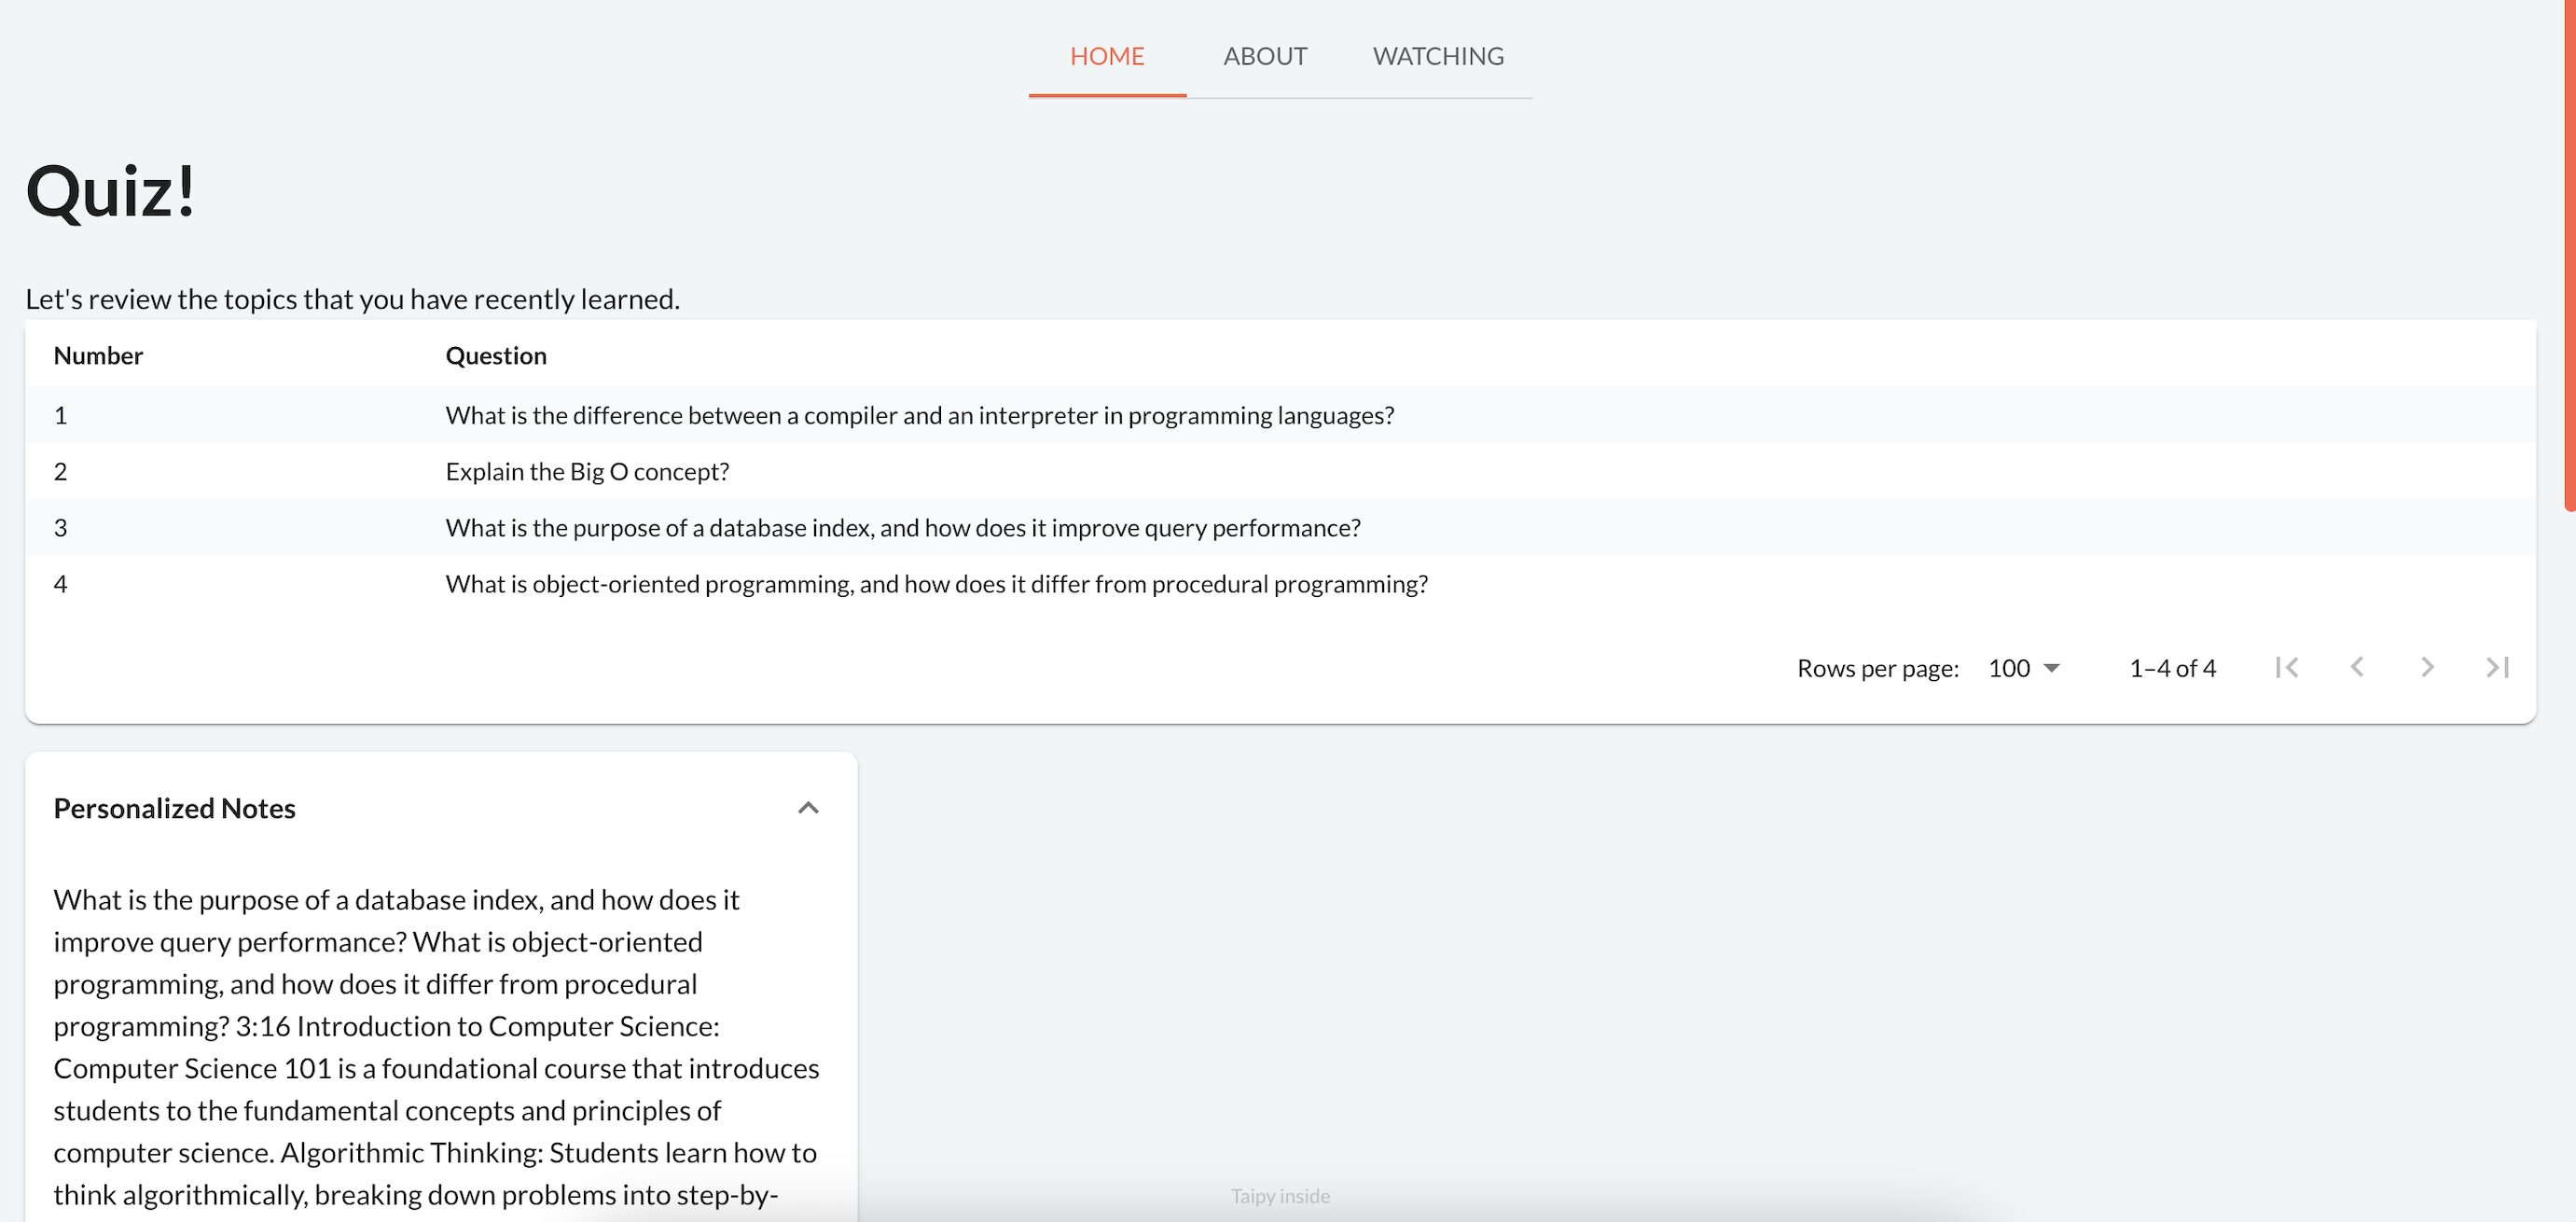 HOME ABOUT WATCHING
Quiz!
Let's review the topics that you have recently learned.
Number Question
1 What is the difference between a compiler and an interpreter in programming languages?
2 Explain the Big O concept?
3 What is the purpose of a database index, and how does it improve query performance?
4 What is object-oriented programming, and how does it differ from procedural programming?
Rows per page: 100 1–4 of 4
Personalized Notes
What is the purpose of a database index, and how does it
improve query performance? What is object-oriented
programming, and how does it differ from procedural
programming? 3:16 Introduction to Computer Science:
Computer Science 101 is a foundational course that introduces
students to the fundamental concepts and principles of
computer science. Algorithmic Thinking: Students learn how to
think algorithmically, breaking down problems into step-by-
Taipy inside